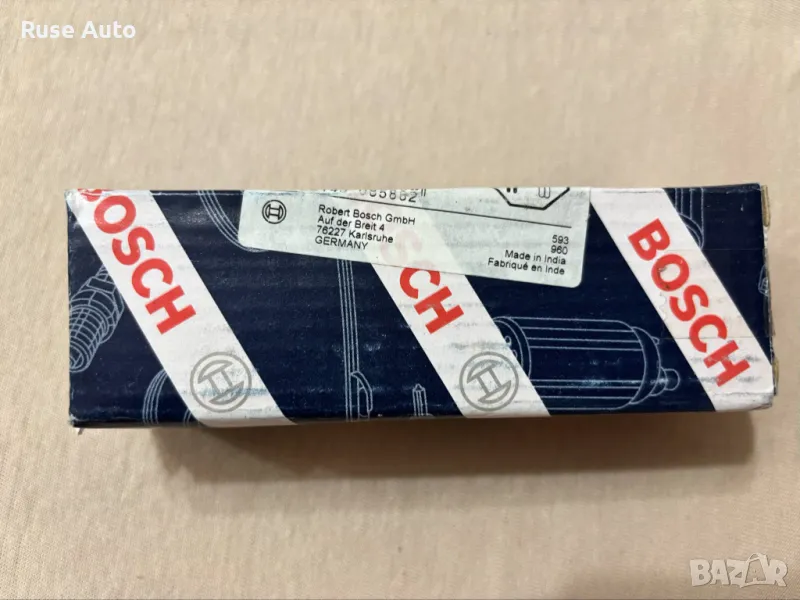 Ruse Auto
BOSCH
Robert Bosch GmbH
Auf der Breit 4
76227 Karlsruhe
GERMANY
593
960
Made in India
Fabriqué en Inde
BOSCH
BOSCH
BAZAR